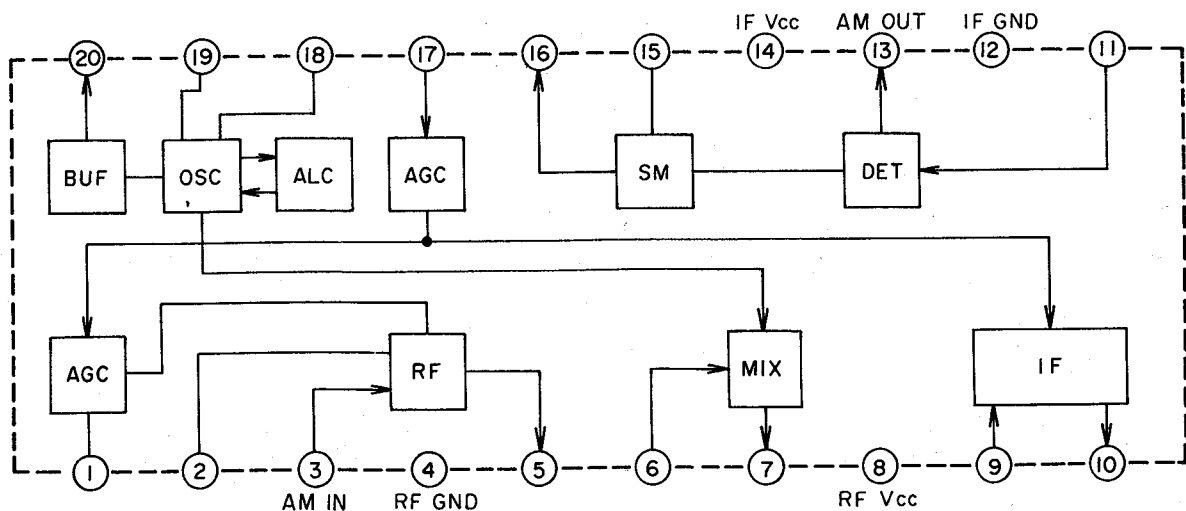 IF Vcc AM OUT IF GND
20 19 18 17 16 15 14 13 12 11
BUF OSC ALC AGC SM DET
AGC RF MIX IF
1 2 3 4 5 6 7 8 9 10
AM IN RF GND RF Vcc